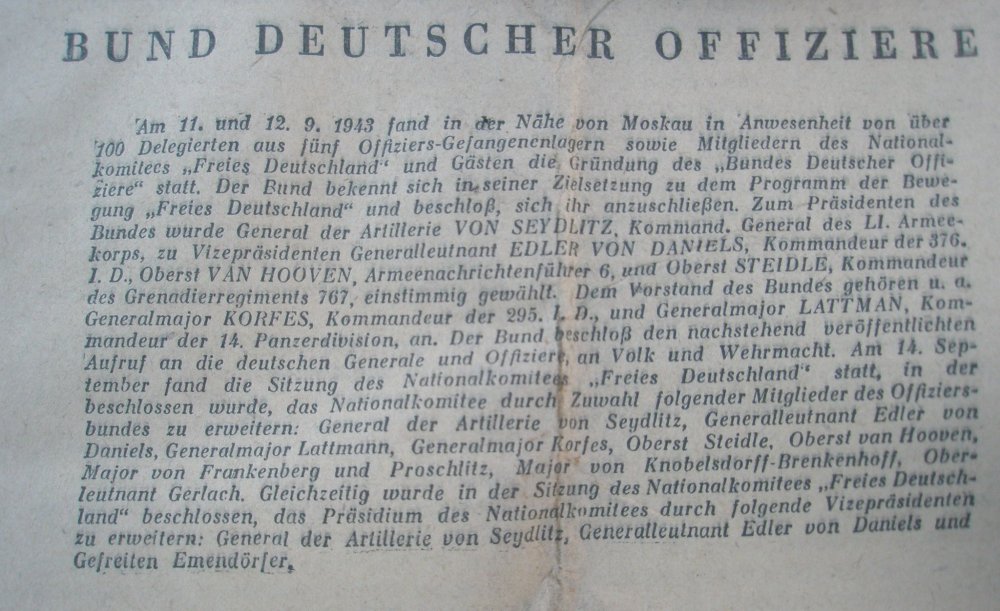 BUND DEUTSCHER OFFIZIERE
Am 11. und 12. 9. 1943 fand in der Nähe von Moskau in Anwesenheit von über
100 Delegierten aus fünf Offiziers-Gefangenenlagern sowie Mitgliedern des National-
komitees „Freies Deutschland“ und Gästen die Gründung des „Bundes Deutscher Offi-
ziere“ statt. Der Bund bekennt sich in seiner Zielsetzung zu dem Programm der Bewe-
gung „Freies Deutschland“ und beschloß, sich ihr anzuschließen. Zum Präsidenten des
Bundes wurde General der Artillerie VON SEYDLITZ, Kommand. General des LI. Armee-
korps, zu Vizepräsidenten Generalleutnant EDLER VON DANIELS, Kommandeur der 376.
I. D., Oberst VAN HOOVEN, Armeenachrichtenführer 6, und Oberst STEIDLE, Kommandeur
des Grenadierregiments 767, einstimmig gewählt. Dem Vorstand des Bundes gehören u. a.
Generalmajor KORFES, Kommandeur der 295. I. D., und Generalmajor LATTMAN, Kom-
mandeur der 14. Panzerdivision, an. Der Bund beschloß den nachstehend veröffentlichten
Aufruf an die deutschen Generale und Offiziere, an Volk und Wehrmacht. Am 14. Sep-
tember fand die Sitzung des Nationalkomitees „Freies Deutschland“ statt, in der
beschlossen wurde, das Nationalkomitee durch Zuwahl folgender Mitglieder des Offiziers-
bundes zu erweitern: General der Artillerie von Seydlitz, Generalleutnant Edler von
Daniels, Generalmajor Lattmann, Generalmajor Korfes, Oberst Steidle, Oberst van Hooven,
Major von Frankenberg und Proschlitz, Major von Knobelsdorff-Brenkenhoff, Ober-
leutnant Gerlach. Gleichzeitig wurde in der Sitzung des Nationalkomitees „Freies Deutsch-
land“ beschlossen, das Präsidium des Nationalkomitees durch folgende Vizepräsidenten
zu erweitern: General der Artillerie von Seydlitz, Generalleutnant Edler von Daniels und
Gefreiten Emendörfer.